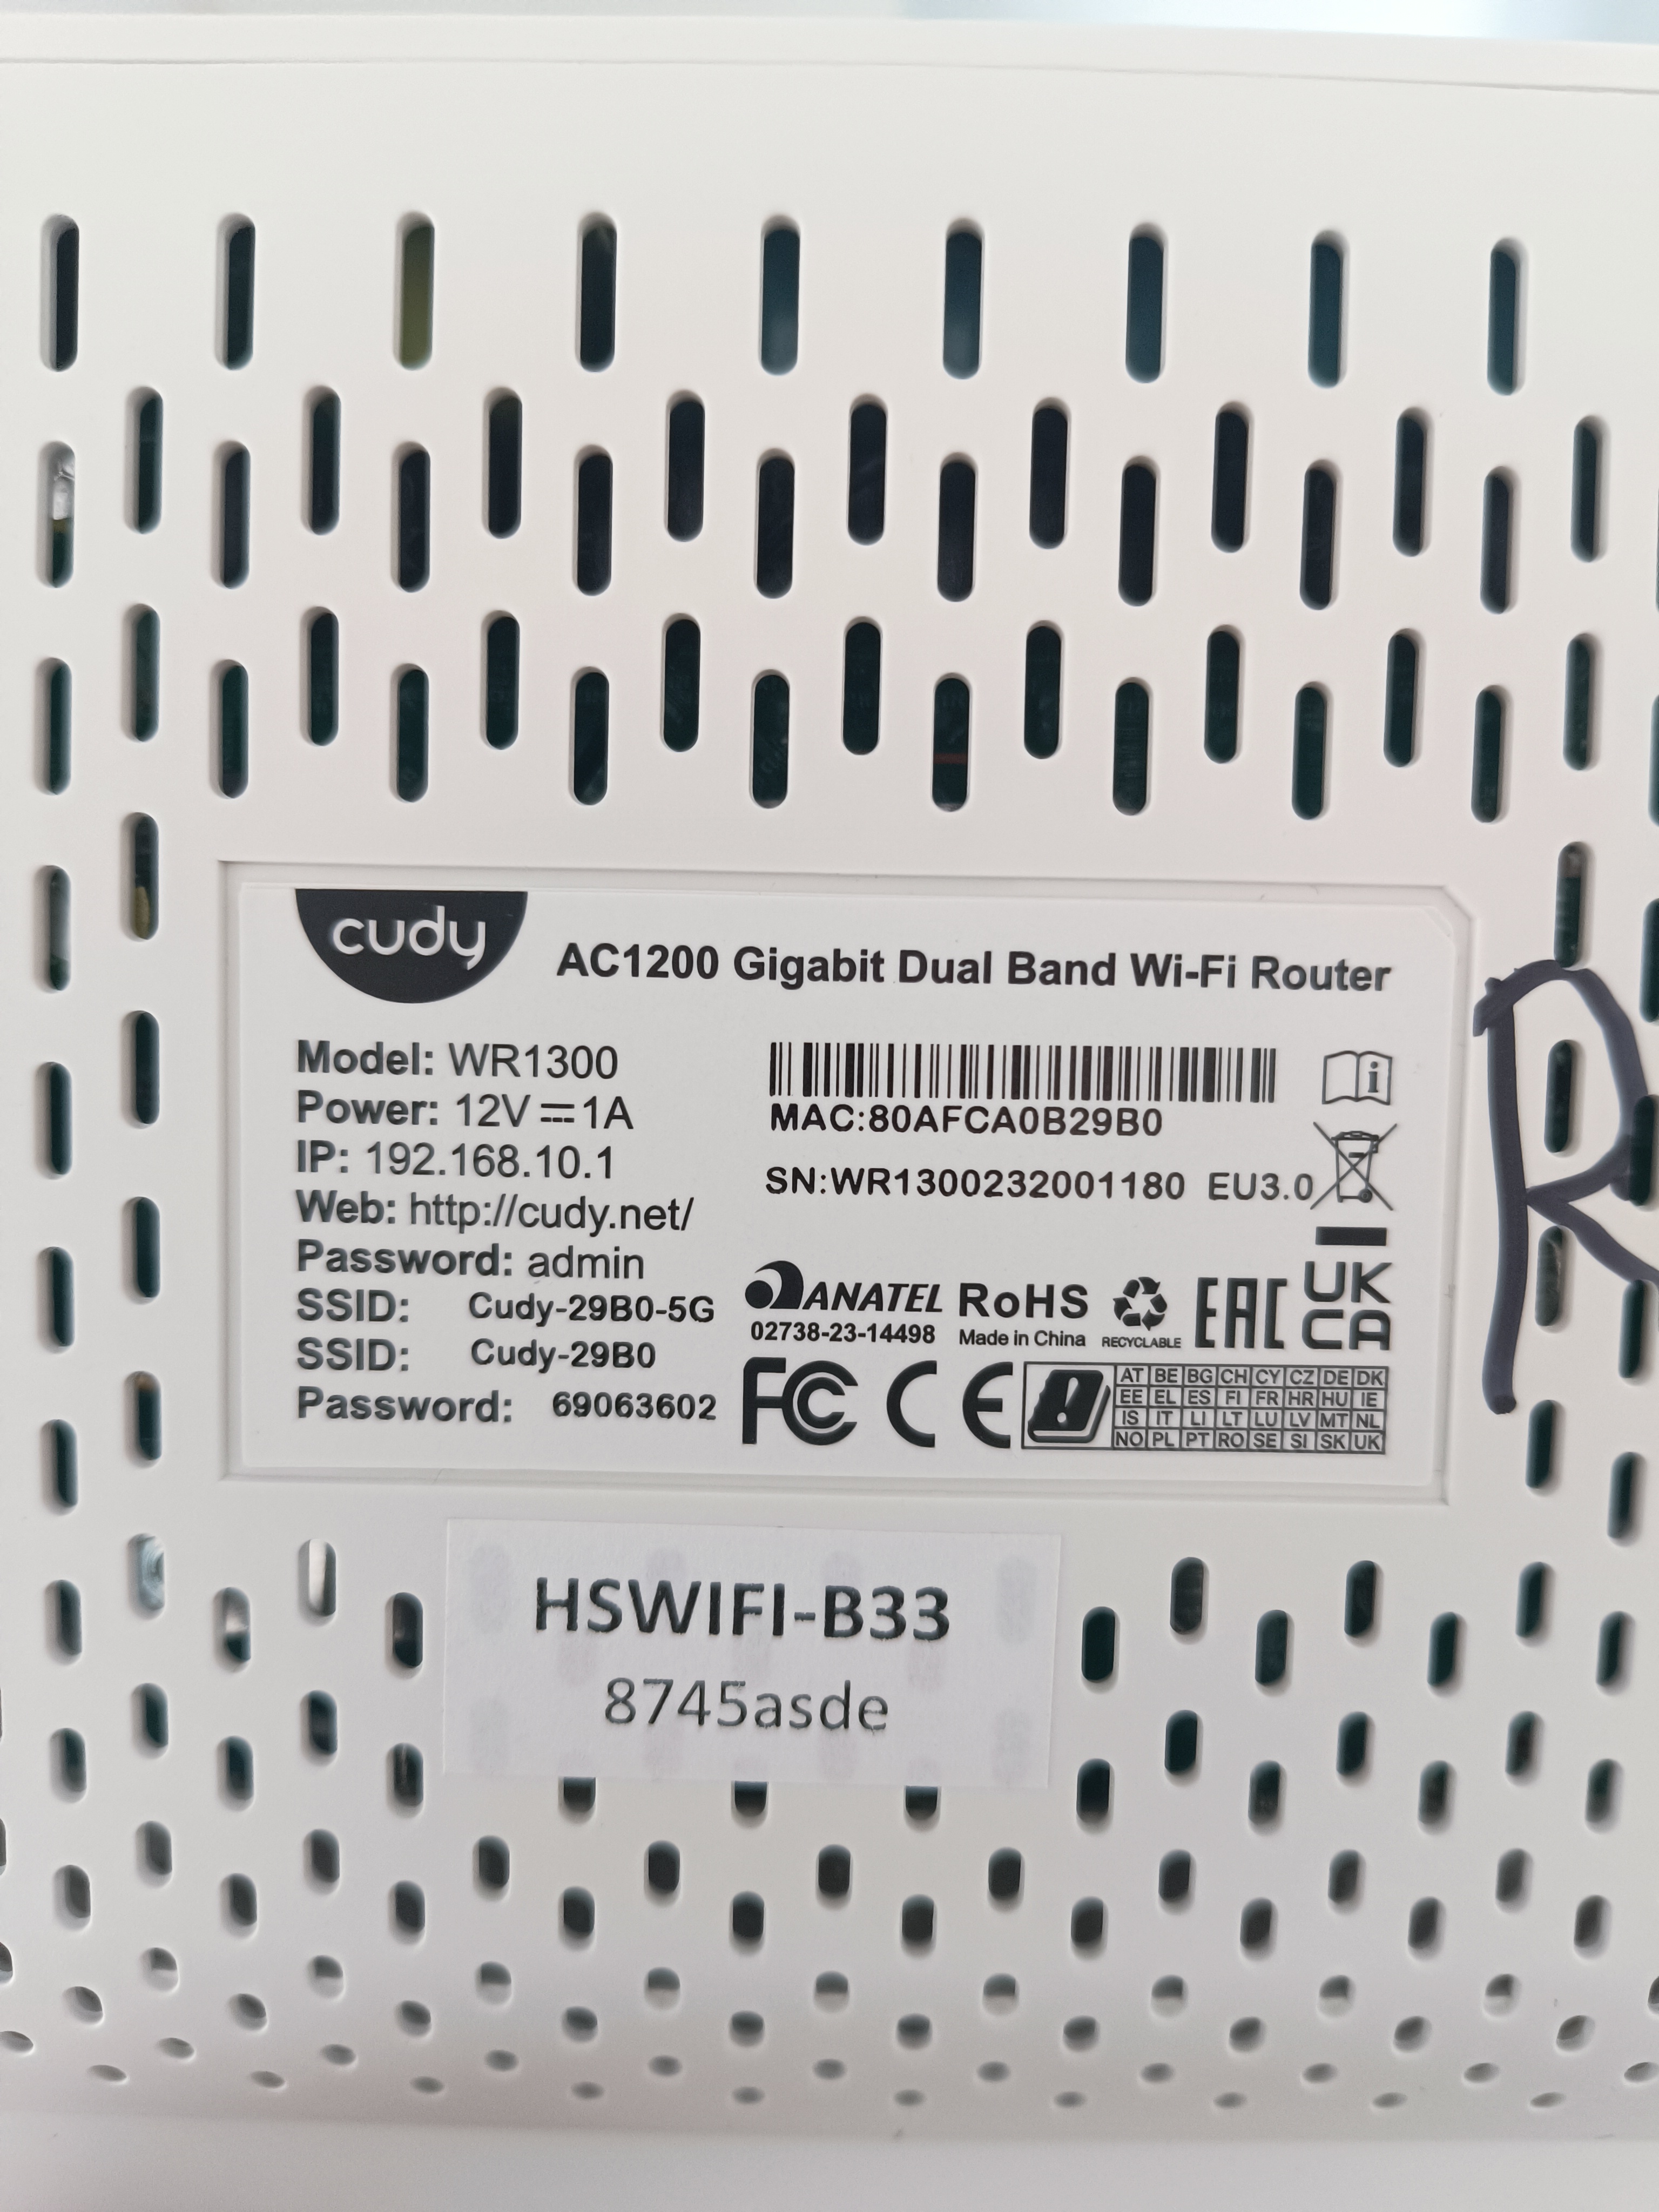 cudy
AC1200 Gigabit Dual Band Wi-Fi Router
Model: WR1300
Power: 12V⎓1A
IP: 192.168.10.1
Web: http://cudy.net/
Password: admin
SSID: Cudy-29B0-5G
SSID: Cudy-29B0
Password: 69063602
MAC:80AFCA0B29B0
SN:WR1300232001180 EU3.0
i
ANATEL
02738-23-14498
RoHS
Made in China
RECYCLABLE
EAC
UK
CA
FC CE
!
AT BE BG CH CY CZ DE DK
EE EL ES FI FR HR HU IE
IS IT LI LT LU LV MT NL
NO PL PT RO SE SI SK UK
R
HSWIFI-B33
8745asde